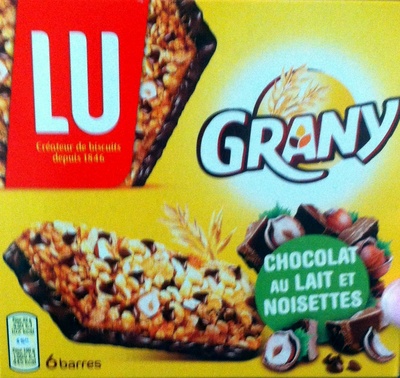 LU
Créateur de biscuits
depuis 1846
GRANY
CHOCOLAT
AU LAIT ET
NOISETTES
6 barres